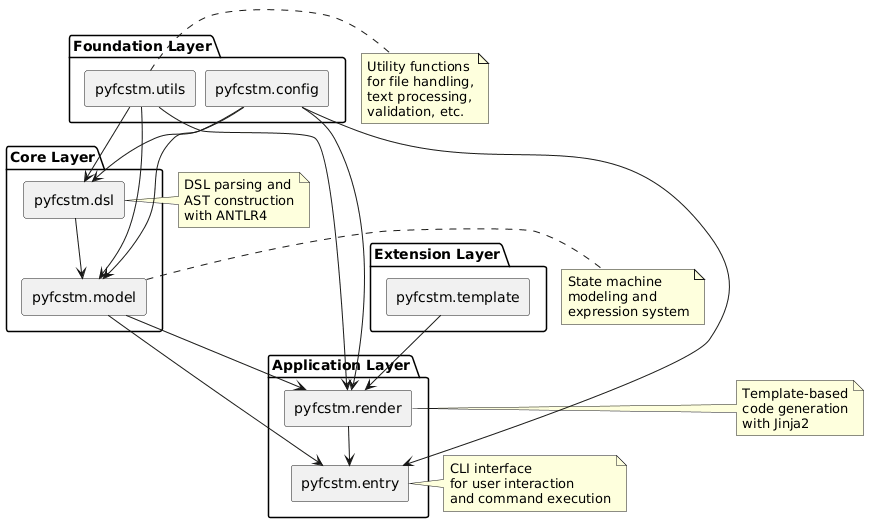 Foundation Layer
pyfcstm.utils
pyfcstm.config
Utility functions
for file handling,
text processing,
validation, etc.
Core Layer
pyfcstm.dsl
DSL parsing and
AST construction
with ANTLR4
pyfcstm.model
Extension Layer
pyfcstm.template
State machine
modeling and
expression system
Application Layer
pyfcstm.render
Template-based
code generation
with Jinja2
pyfcstm.entry
CLI interface
for user interaction
and command execution